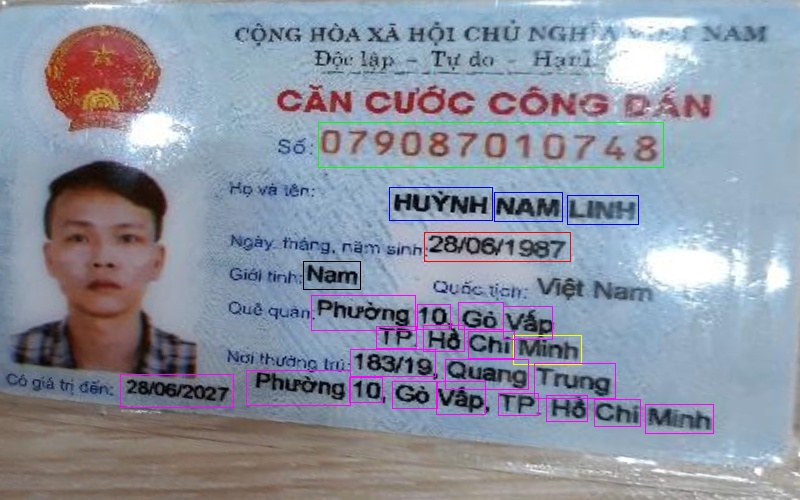 CỘNG HÒA XÃ HỘI CHỦ NGHĨA VIỆT NAM
Độc lập - Tự do -
CĂN CƯỚC CÔNG DÂN
Số: 079087010748
Họ và tên:
HUỲNH NAM LINH
Ngày, tháng, năm sinh: 28/06/1987
Giới tính: Nam Quốc tịch: Việt Nam
Quê quán: Phường 10, Gò Vấp
TP. Hồ Chí Minh
Nơi thường trú: 183/19, Quang Trung
Phường 10, Gò Vấp, TP. Hồ Chí Minh
Có giá trị đến: 28/06/2027